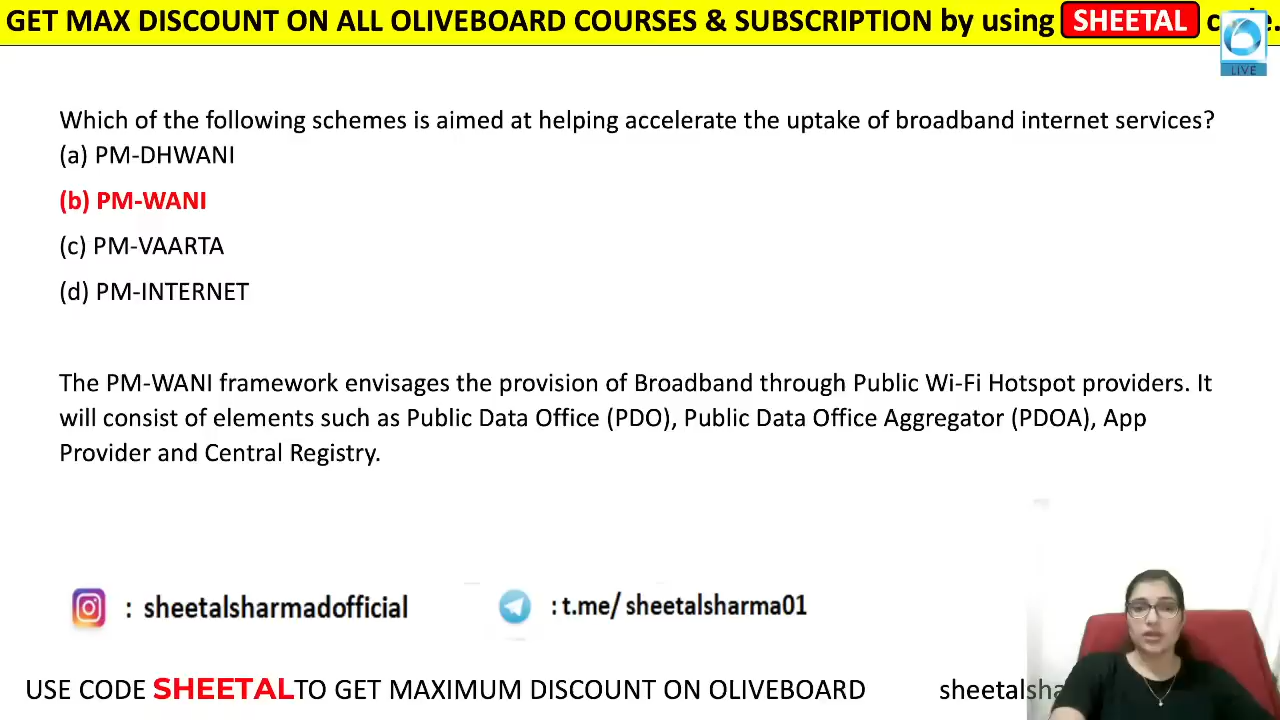 GET MAX DISCOUNT ON ALL OLIVEBOARD COURSES & SUBSCRIPTION by using SHEETAL code.
LIVE
Which of the following schemes is aimed at helping accelerate the uptake of broadband internet services?
(a) PM-DHWANI
(b) PM-WANI
(c) PM-VAARTA
(d) PM-INTERNET
The PM-WANI framework envisages the provision of Broadband through Public Wi-Fi Hotspot providers. It
will consist of elements such as Public Data Office (PDO), Public Data Office Aggregator (PDOA), App
Provider and Central Registry.
: sheetalsharmadofficial : t.me/ sheetalsharma01
USE CODE SHEETALTO GET MAXIMUM DISCOUNT ON OLIVEBOARD